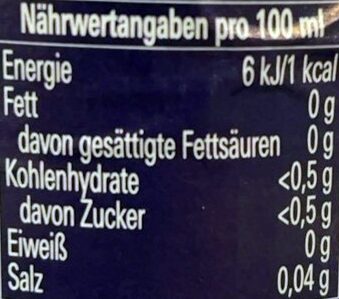 Nährwertangaben pro 100 ml
Energie 6 kJ/1 kcal
Fett 0 g
davon gesättigte Fettsäuren 0 g
Kohlenhydrate <0,5 g
davon Zucker <0,5 g
Eiweiß 0 g
Salz 0,04 g